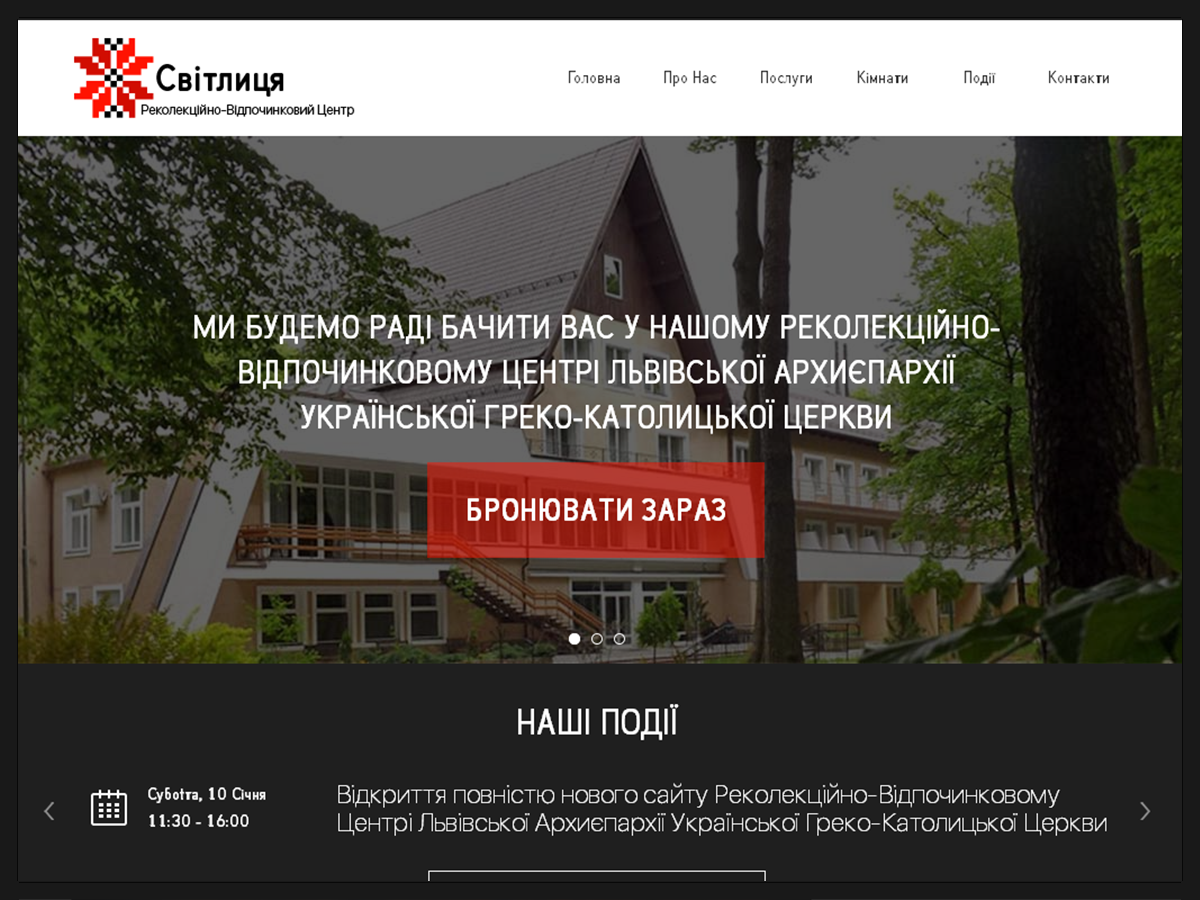 Світлиця
Реколекційно-Відпочинковий Центр
Головна Про Нас Послуги Кімнати Події Контакти
МИ БУДЕМО РАДІ БАЧИТИ ВАС У НАШОМУ РЕКОЛЕКЦІЙНО-
ВІДПОЧИНКОВОМУ ЦЕНТРІ ЛЬВІВСЬКОЇ АРХИЄПАРХІЇ
УКРАЇНСЬКОЇ ГРЕКО-КАТОЛИЦЬКОЇ ЦЕРКВИ
БРОНЮВАТИ ЗАРАЗ
НАШІ ПОДІЇ
Субота, 10 Січня
11:30 - 16:00
Відкриття повністю нового сайту Реколекційно-Відпочинковому
Центрі Львівської Архиєпархії Української Греко-Католицької Церкви